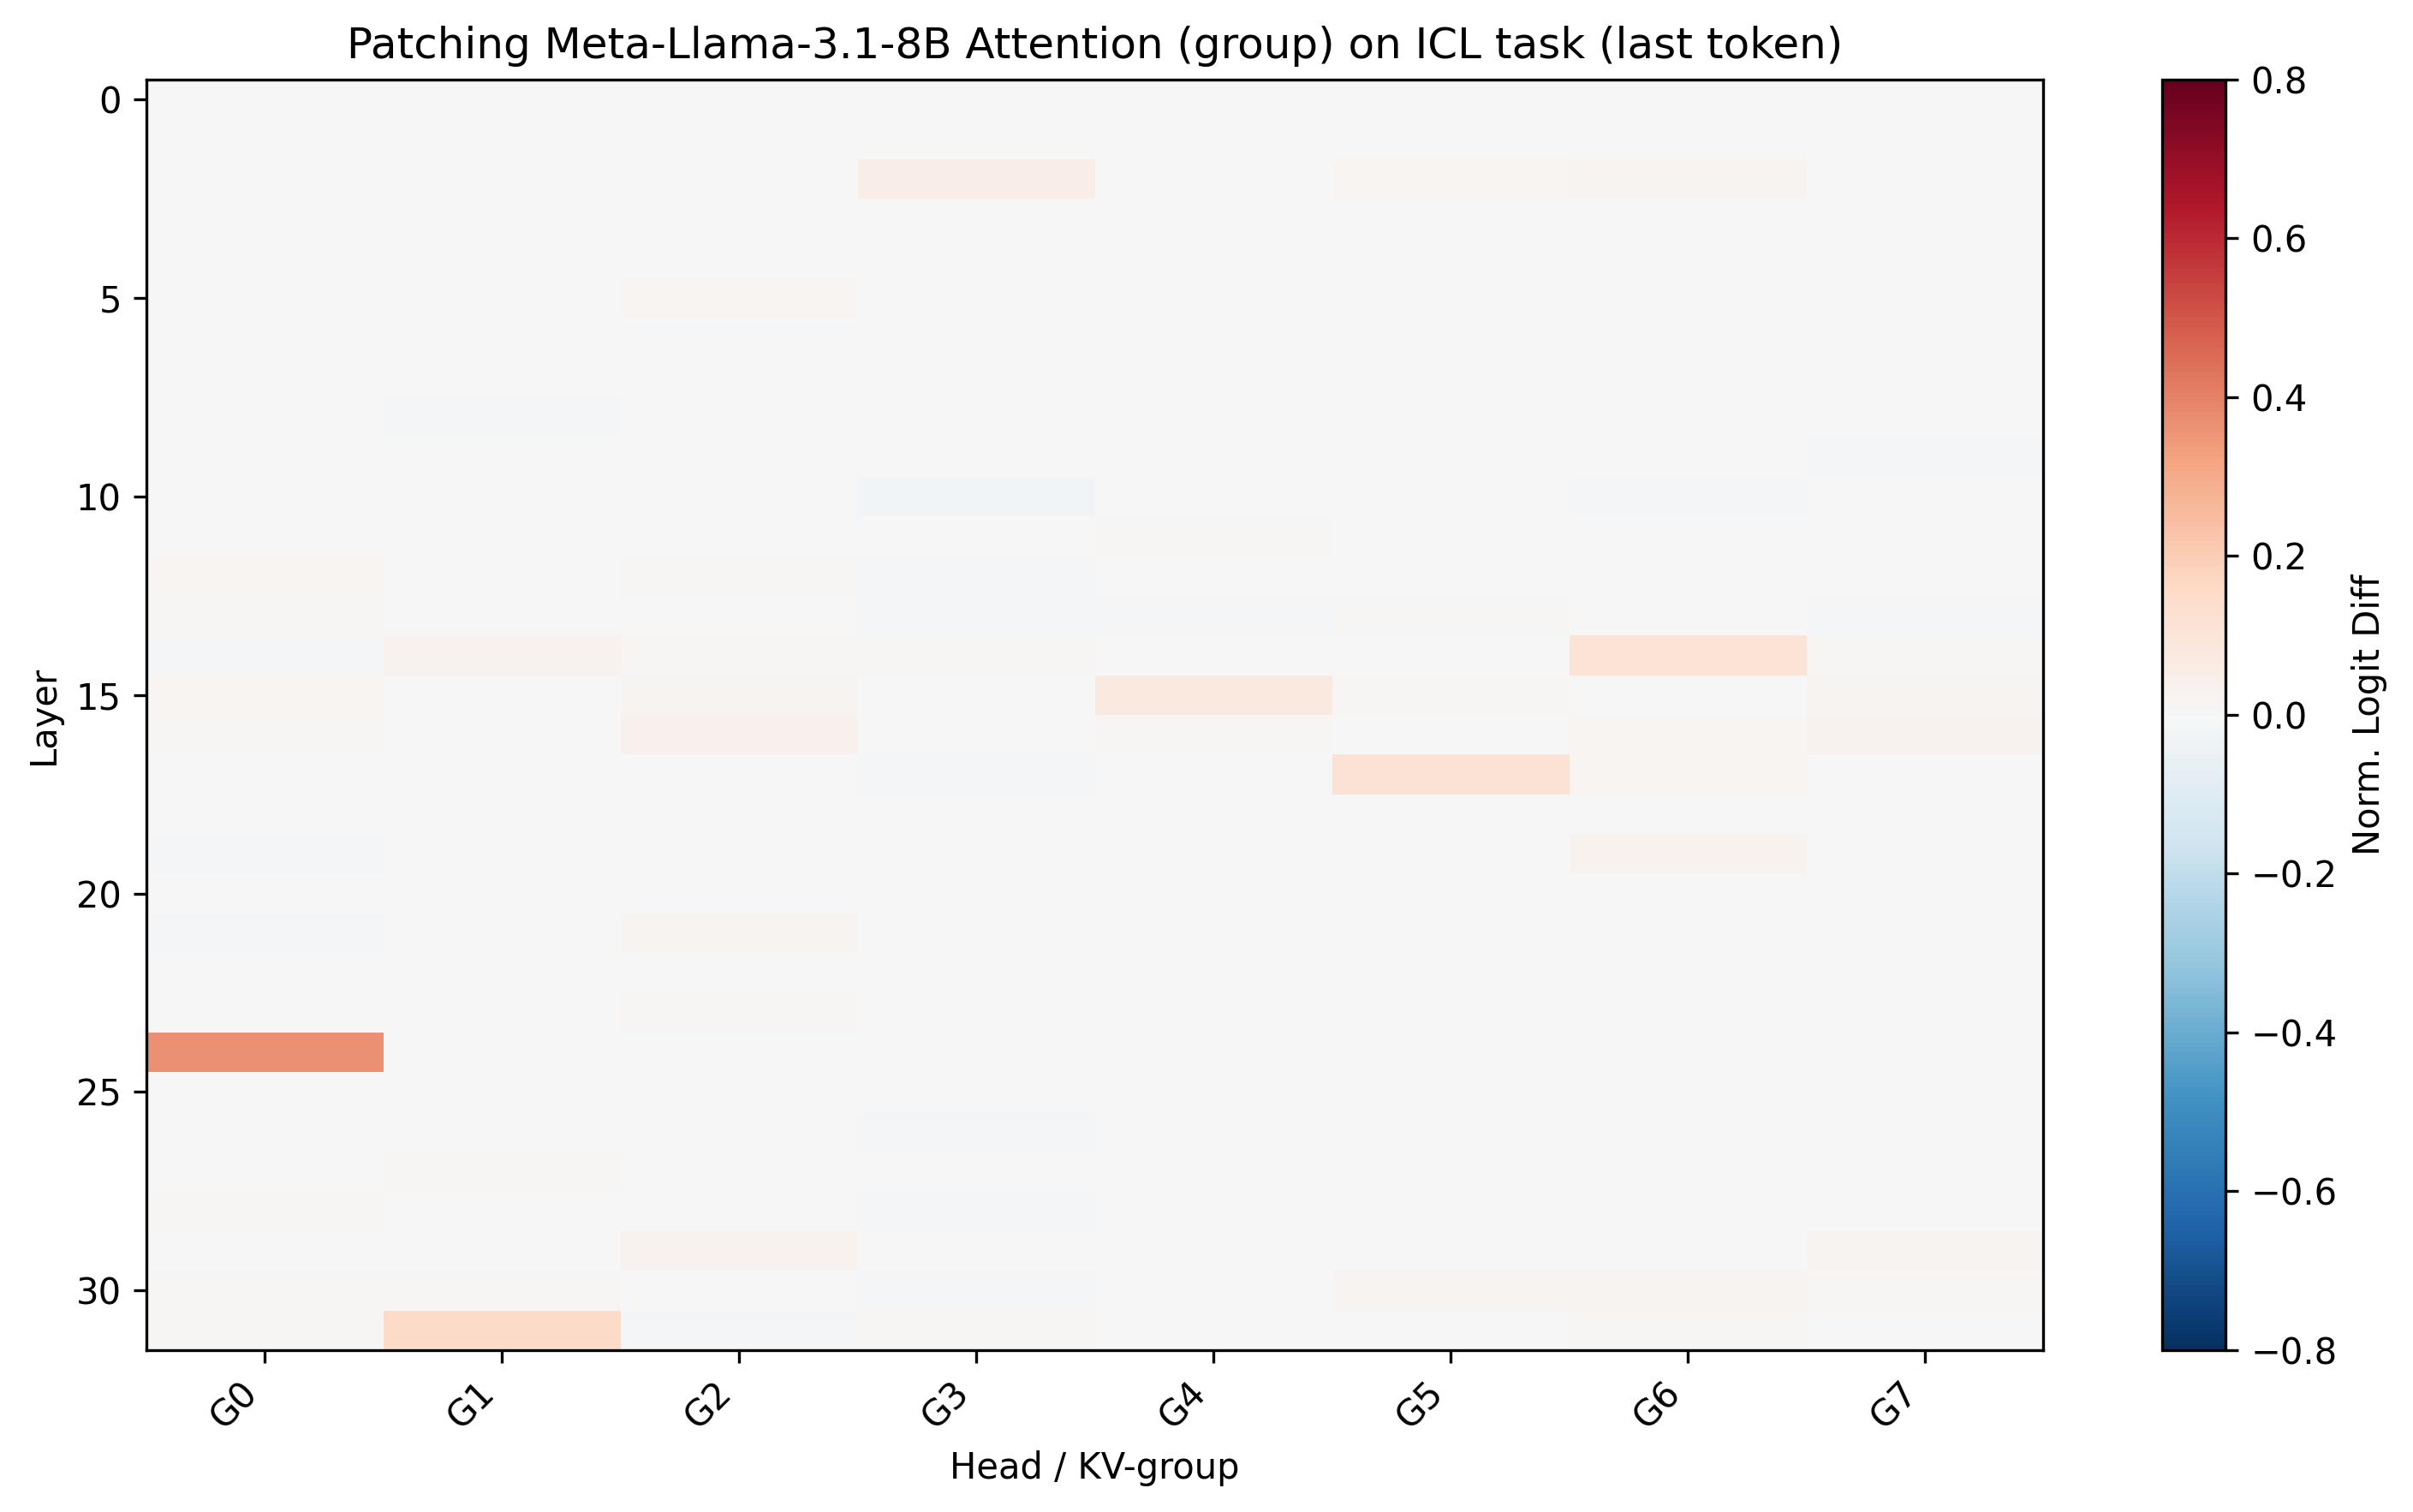 Patching Meta-Llama-3.1-8B Attention (group) on ICL task (last token)
0
5
10
15
20
25
30
Layer
G0
G1
G2
G3
G4
G5
G6
G7
Head / KV-group
0.8
0.6
0.4
0.2
0.0
−0.2
−0.4
−0.6
−0.8
Norm. Logit Diff